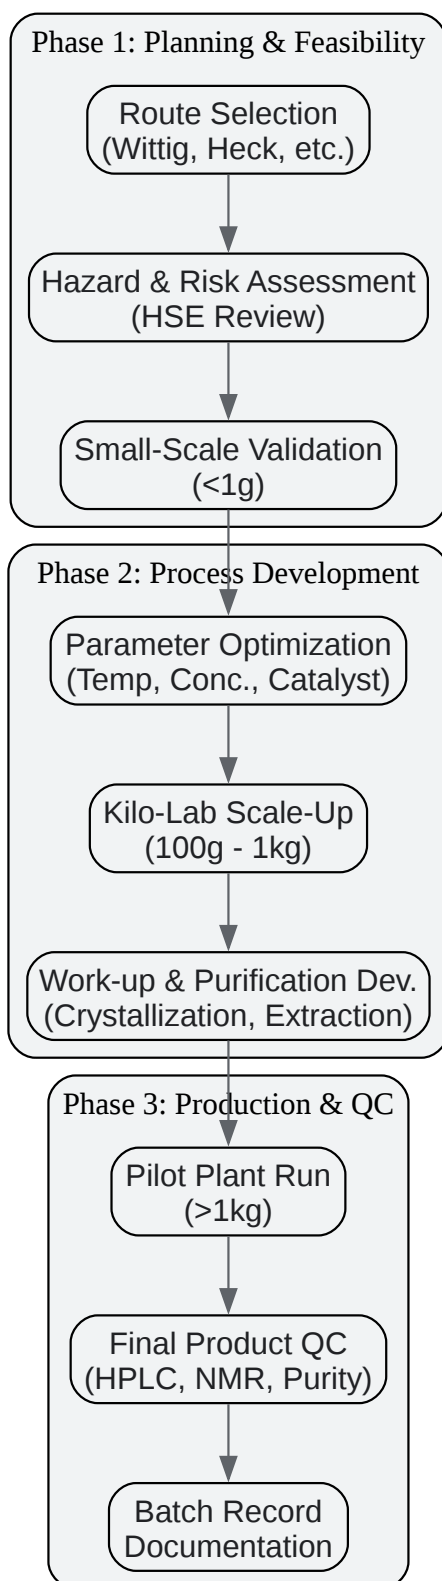 Phase 1: Planning & Feasibility
Route Selection
(Wittig, Heck, etc.)
Hazard & Risk Assessment
(HSE Review)
Small-Scale Validation
(<1g)
Phase 2: Process Development
Parameter Optimization
(Temp, Conc., Catalyst)
Kilo-Lab Scale-Up
(100g - 1kg)
Work-up & Purification Dev.
(Crystallization, Extraction)
Phase 3: Production & QC
Pilot Plant Run
(>1kg)
Final Product QC
(HPLC, NMR, Purity)
Batch Record
Documentation